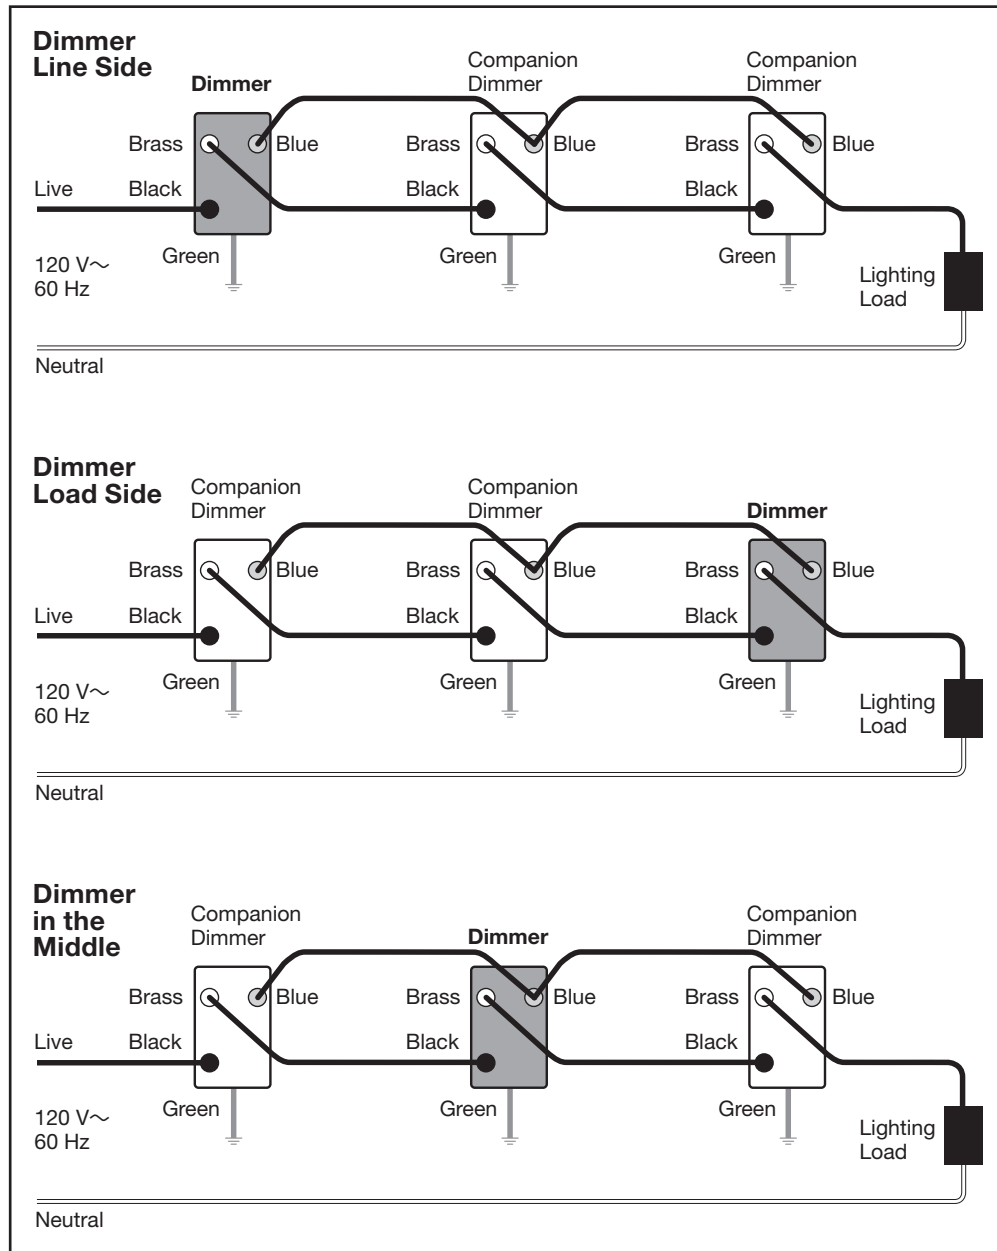 Dimmer
Line Side
Dimmer
Companion
Dimmer
Companion
Dimmer
Brass
Blue
Brass
Blue
Brass
Blue
Live
Black
Black
Black
Green
Green
Green
120 V~
60 Hz
Lighting
Load
Neutral
Dimmer
Load Side
Companion
Dimmer
Companion
Dimmer
Dimmer
Brass
Blue
Brass
Blue
Brass
Blue
Live
Black
Black
Black
Green
Green
Green
120 V~
60 Hz
Lighting
Load
Neutral
Dimmer
in the
Middle
Companion
Dimmer
Dimmer
Companion
Dimmer
Brass
Blue
Brass
Blue
Brass
Blue
Live
Black
Black
Black
Green
Green
Green
120 V~
60 Hz
Lighting
Load
Neutral